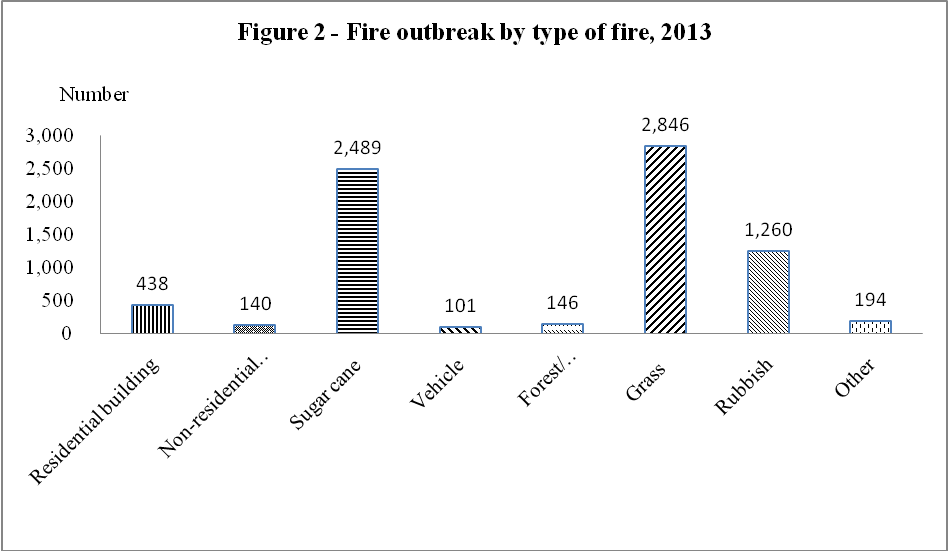 Figure 2 - Fire outbreak by type of fire, 2013
Number
3,000
2,500
2,000
1,500
1,000
500
0
438
140
2,489
101
146
2,846
1,260
194
Residential building
Non-residential..
Sugar cane
Vehicle
Forest/..
Grass
Rubbish
Other